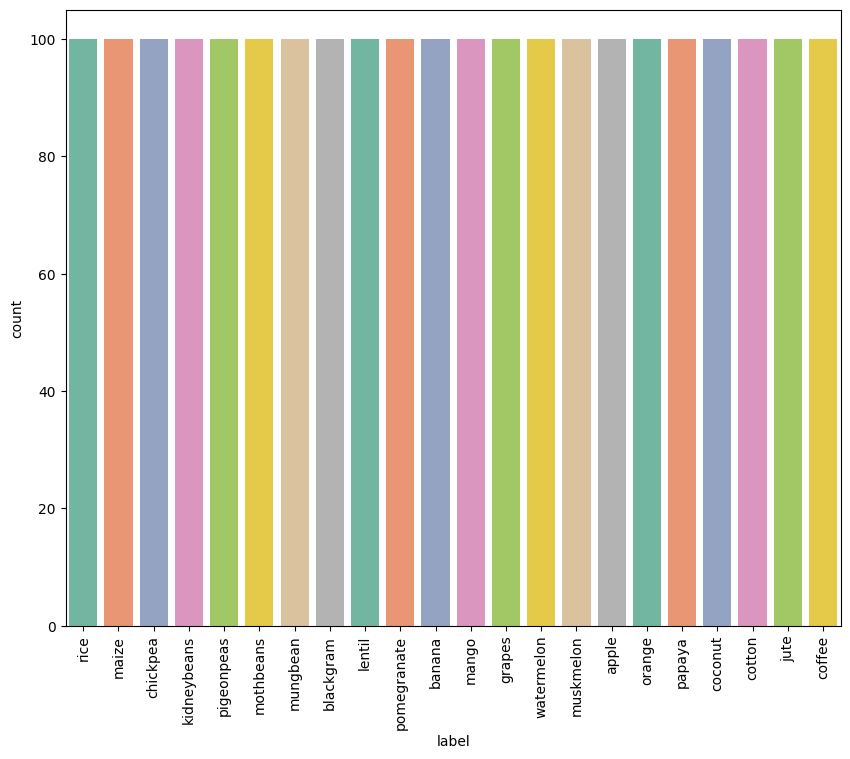 100
80
60
40
20
0
count
rice
maize
chickpea
kidneybeans
pigeonpeas
mothbeans
mungbean
blackgram
lentil
pomegranate
banana
mango
grapes
watermelon
muskmelon
apple
orange
papaya
coconut
cotton
jute
coffee
label